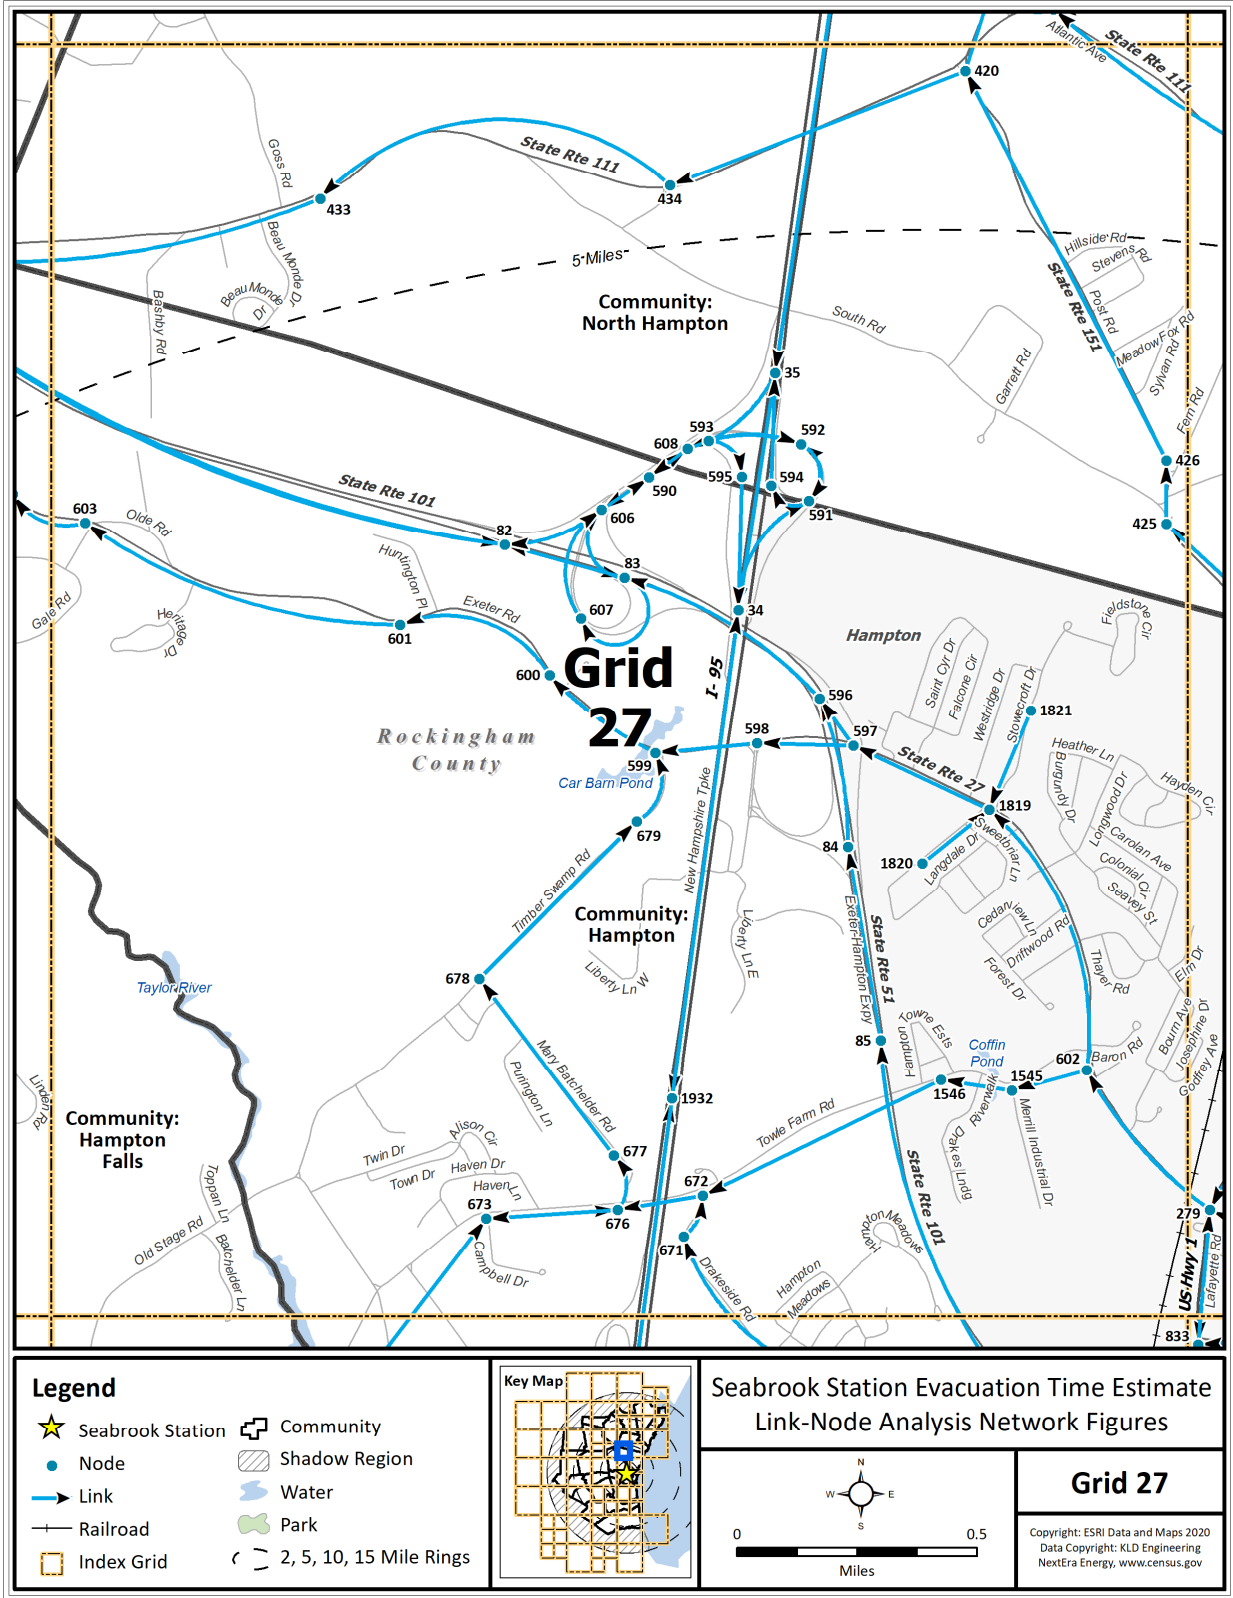 Atlantic Ave
State Rte 111
420
Goss Rd
State Rte 111
434
433
Beau Monde Dr
Hillside Rd
Stevens Rd
5-Miles
Beau Monde
Dr
Bashby Rd
Community:
North Hampton
State Rte 151
Post Rd
South Rd
Meadow Fox Rd
Sylvan Rd
35
Garrett Rd
Fern Rd
593
592
608
426
595
594
590
State Rte 101
603
Olde Rd
606
591
425
82
Huntington Pl
83
Gale Rd
Heritage
Dr
Exeter Rd
607
34
Fieldstone
Cir
601
Hampton
Grid
27
600
I- 95
Saint Cyr Dr
Falcone Cir
Westridge Dr
Stowecroft Dr
596
1821
Rockingham
County
598
597
599
State Rte 27
Heather Ln
Car Barn Pond
Burgundy Dr
Longwood Dr
Hayden Cir
1819
679
New Hampshire Tpke
84
1820
Langdale Dr
Sweetbriar Ln
Carolan Ave
Colonial Cir
Seavey St
Timber Swamp Rd
Community:
Hampton
Liberty Ln E
Exeter-Hampton Expy
State Rte 51
Cedarview Ln
Driftwood Rd
Forest Dr
Thayer Rd
Elm Dr
678
Liberty Ln W
Taylor River
Bourn Ave
Josephine Dr
Godfrey Ave
Towne Ests
Hampton
85
Coffin
Pond
602
Baron Rd
Mary Batchelder Rd
Purington Ln
1546
1545
1932
Linden Rd
Riverwalk
Merrill Industrial Dr
Community:
Hampton
Falls
Towle Farm Rd
Drakes Lndg
Alison Cir
Twin Dr
Haven Dr
Town Dr
Haven Ln
677
Toppan Ln
State Rte 101
672
673
676
279
Old Stage Rd
Batchelder Ln
671
Campbell Dr
Drakeside Rd
Hampton Meadows
Hampton
Meadows
US Hwy 1
Lafayette Rd
833
Legend
Seabrook Station
Node
Link
Railroad
Index Grid
Community
Shadow Region
Water
Park
2, 5, 10, 15 Mile Rings
Key Map
Seabrook Station Evacuation Time Estimate
Link-Node Analysis Network Figures
N
W E
S
0 0.5
Miles
Grid 27
Copyright: ESRI Data and Maps 2020
Data Copyright: KLD Engineering
NextEra Energy, www.census.gov